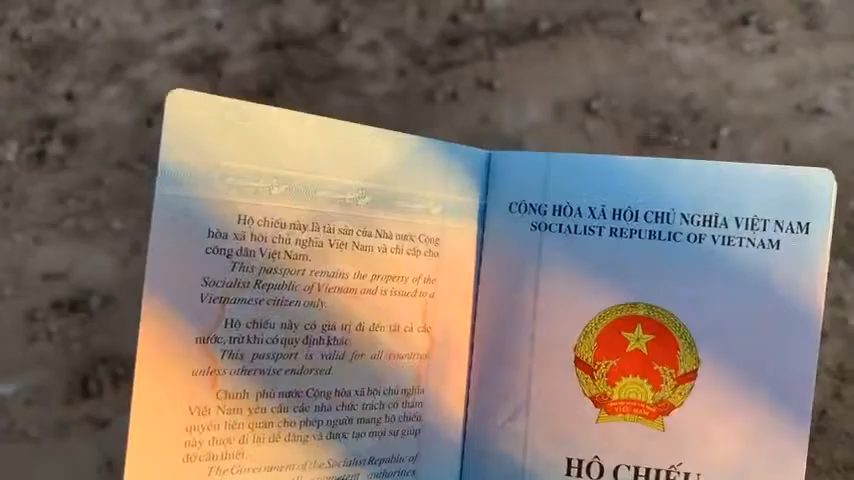 Hộ chiếu này là tài sản của Nhà nước Cộng
hòa xã hội chủ nghĩa Việt Nam và chỉ cấp cho
công dân Việt Nam.
This passport remains the property of the
Socialist Republic of Vietnam and is issued to a
Vietnamese citizen only.
Hộ chiếu này có giá trị đi đến tất cả các
nước, trừ khi có quy định khác.
This passport is valid for all countries
unless otherwise endorsed.
Chính phủ nước Cộng hòa xã hội chủ nghĩa
Việt Nam yêu cầu các nhà chức trách có thẩm
quyền liên quan cho phép người mang hộ chiếu
này được đi lại dễ dàng và được tạo mọi sự giúp
đỡ cần thiết.
The Government of the Socialist Republic of
competent authorities
CỘNG HÒA XÃ HỘI CHỦ NGHĨA VIỆT NAM
SOCIALIST REPUBLIC OF VIETNAM
VIỆT NAM
HỘ CHIẾU